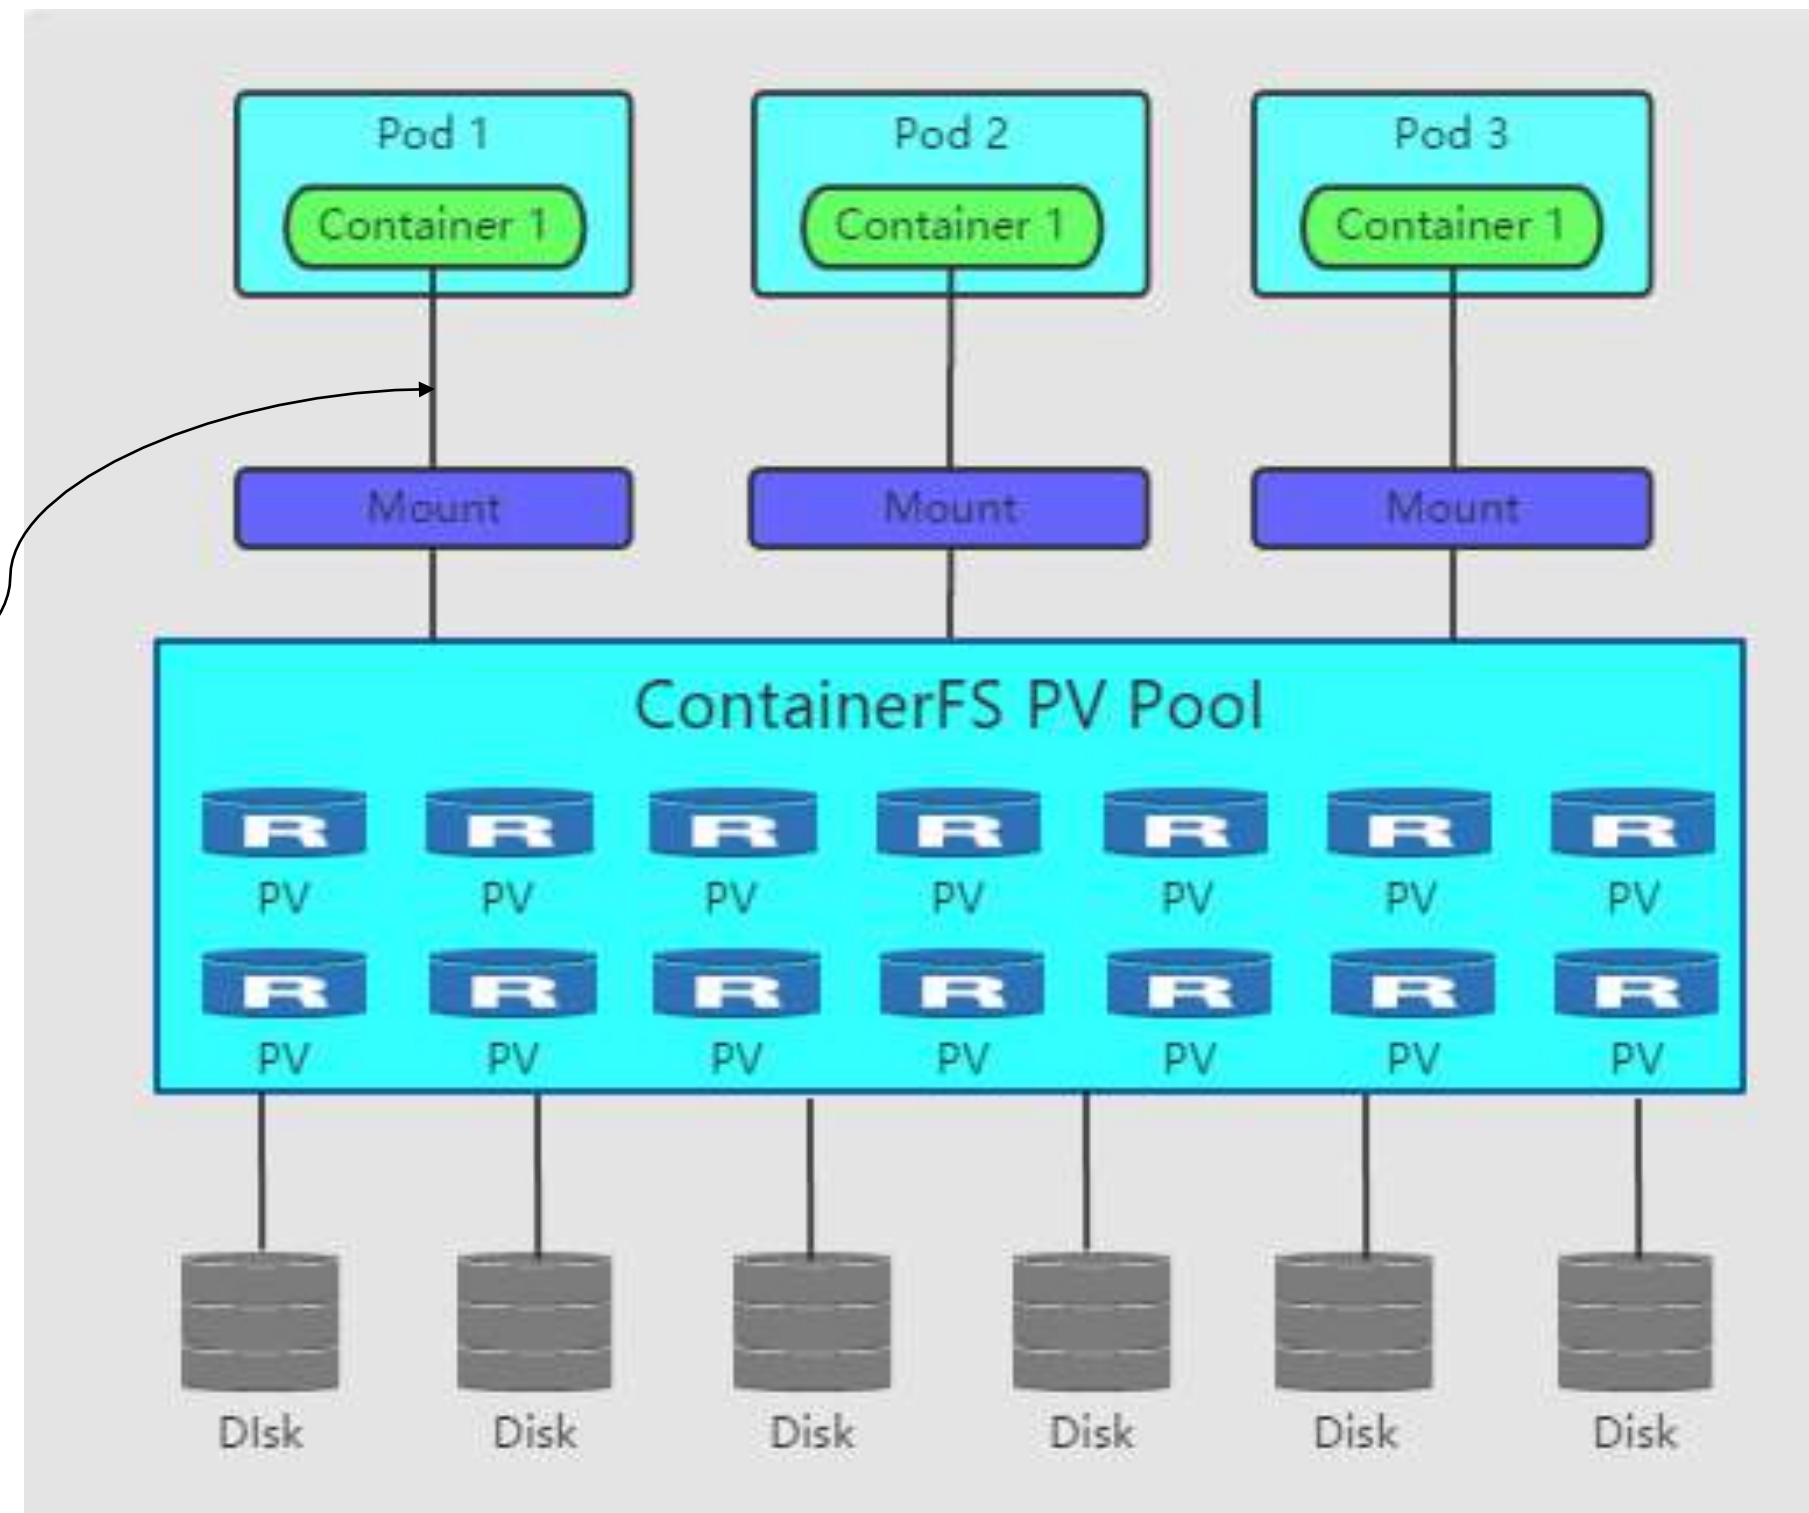 Pod 1
Pod 2
Pod 3
Container 1
Container 1
Container 1
Mount
Mount
Mount
ContainerFS PV Pool
R
R
R
R
R
R
R
PV
PV
PV
PV
PV
PV
PV
R
R
R
R
R
R
R
PV
PV
PV
PV
PV
PV
PV
DIsk
Disk
Disk
Disk
Disk
Disk